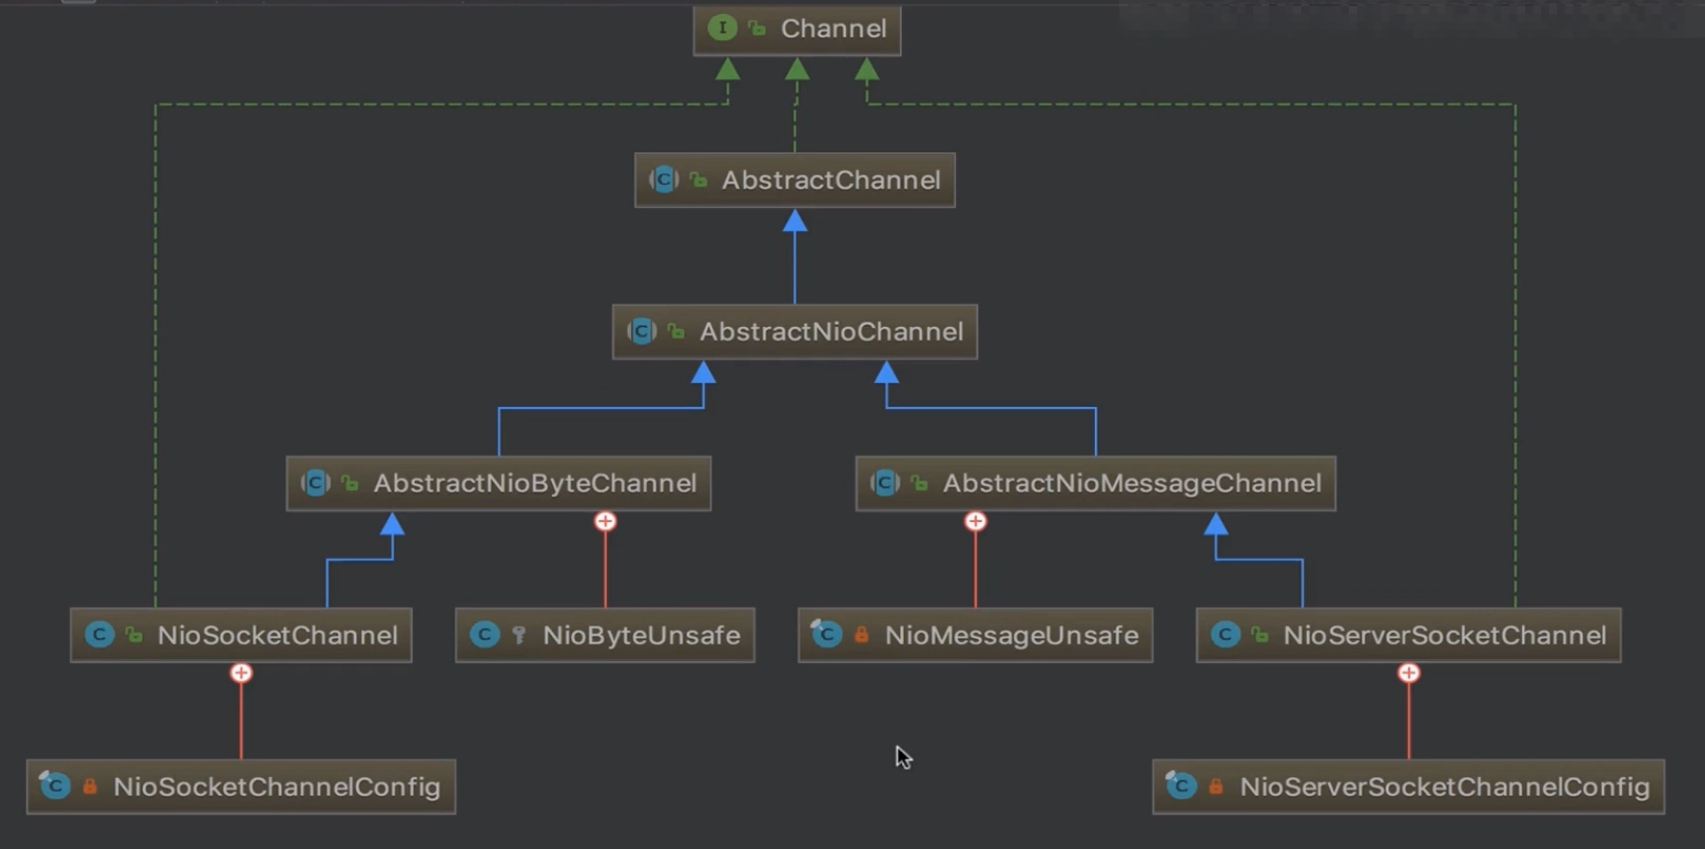 Channel
AbstractChannel
AbstractNioChannel
AbstractNioByteChannel
AbstractNioMessageChannel
NioSocketChannel
NioByteUnsafe
NioMessageUnsafe
NioServerSocketChannel
NioSocketChannelConfig
NioServerSocketChannelConfig